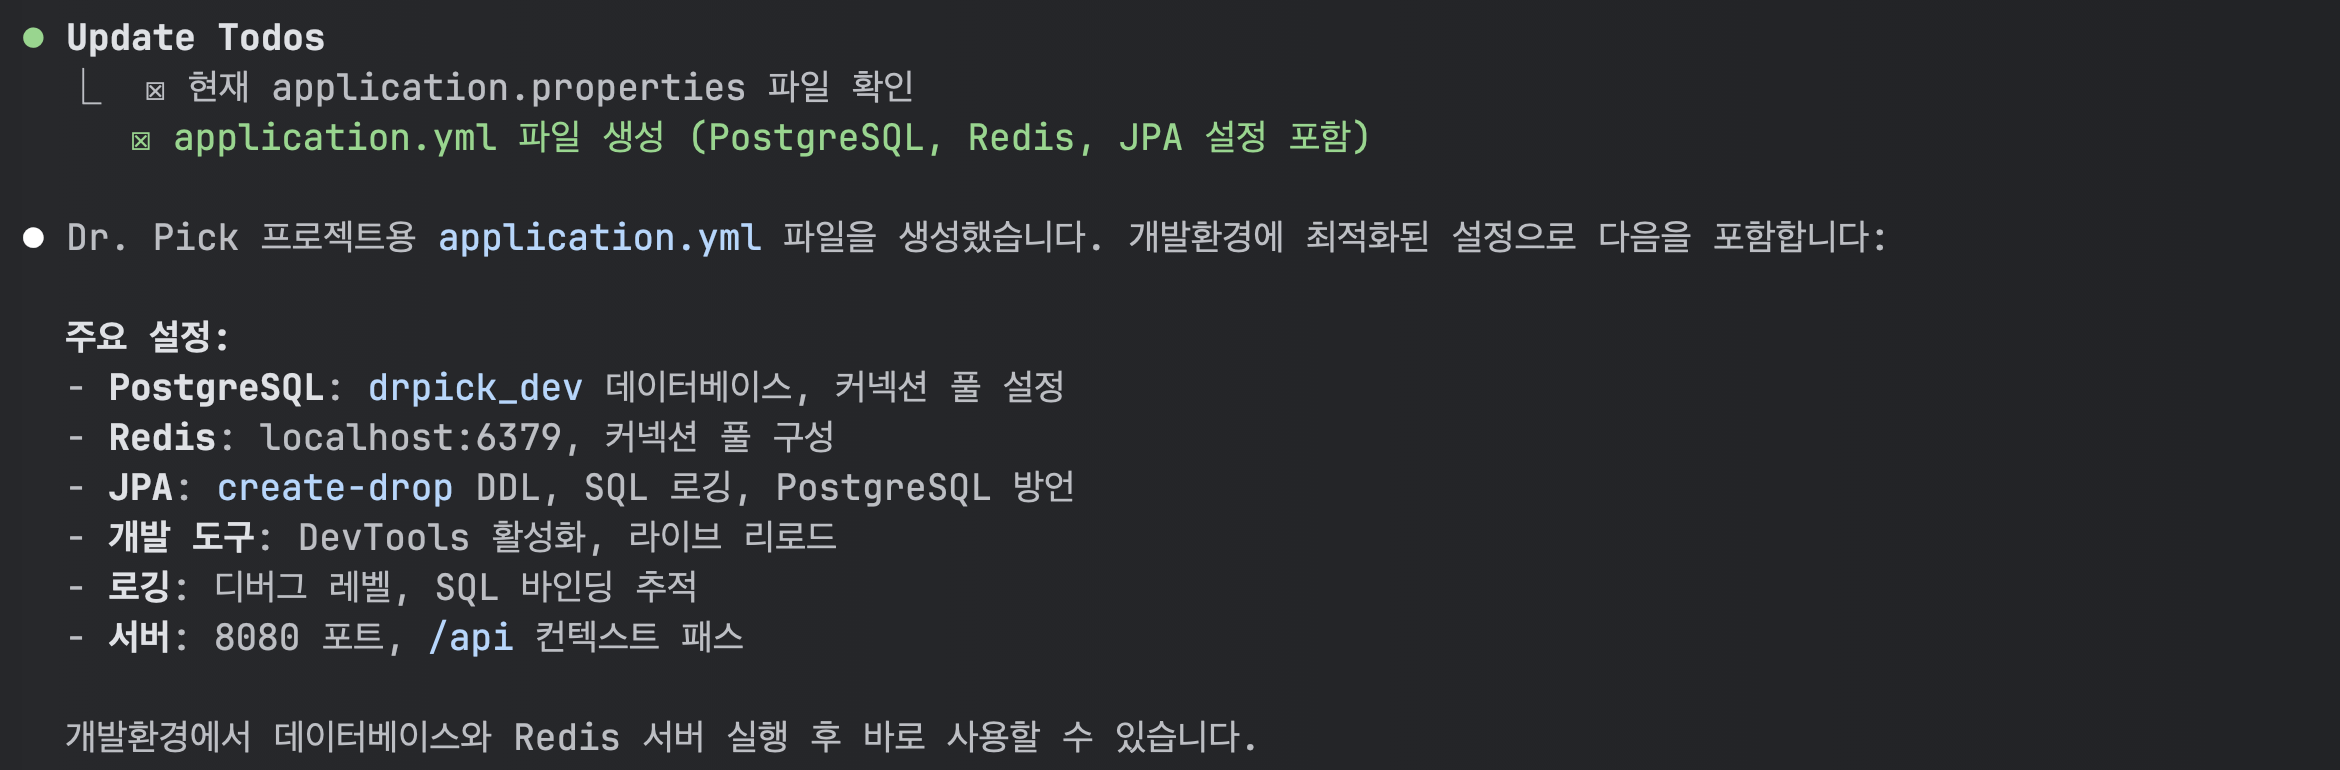 ● Update Todos
⎿ ☒ 현재 application.properties 파일 확인
☒ application.yml 파일 생성 (PostgreSQL, Redis, JPA 설정 포함)
● Dr. Pick 프로젝트용 application.yml 파일을 생성했습니다. 개발환경에 최적화된 설정으로 다음을 포함합니다:
주요 설정:
- PostgreSQL: drpick_dev 데이터베이스, 커넥션 풀 설정
- Redis: localhost:6379, 커넥션 풀 구성
- JPA: create-drop DDL, SQL 로깅, PostgreSQL 방언
- 개발 도구: DevTools 활성화, 라이브 리로드
- 로깅: 디버그 레벨, SQL 바인딩 추적
- 서버: 8080 포트, /api 컨텍스트 패스
개발환경에서 데이터베이스와 Redis 서버 실행 후 바로 사용할 수 있습니다.